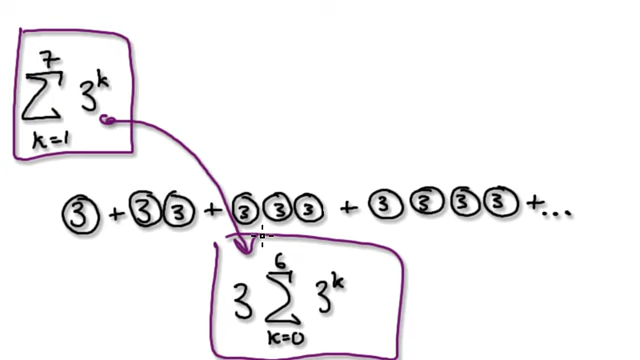 7
∑ 3^k
k=1
3 + 3 3 + 3 3 3 + 3 3 3 3 + ...
6
3 ∑ 3^k
k=0